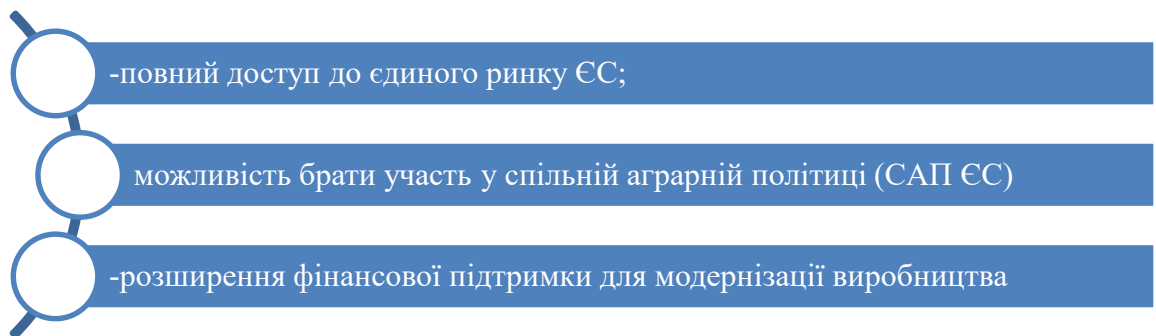 -повний доступ до єдиного ринку ЄС;
можливість брати участь у спільній аграрній політиці (САП ЄС)
-розширення фінансової підтримки для модернізації виробництва